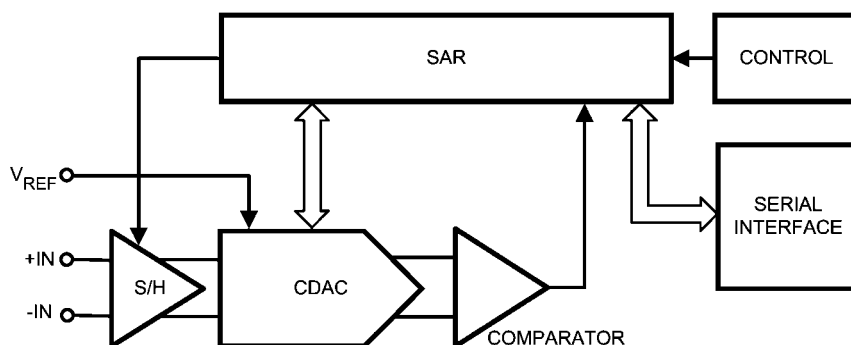 SAR
CONTROL
VREF
SERIAL
INTERFACE
+IN
S/H
CDAC
-IN
COMPARATOR